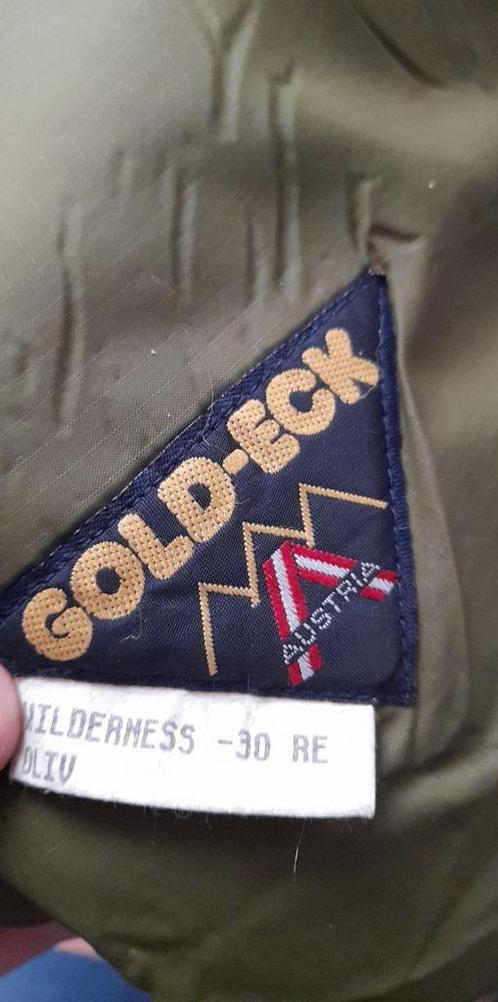 GOLD-ECK
AUSTRIA
WILDERNESS -30 RE
OLIV